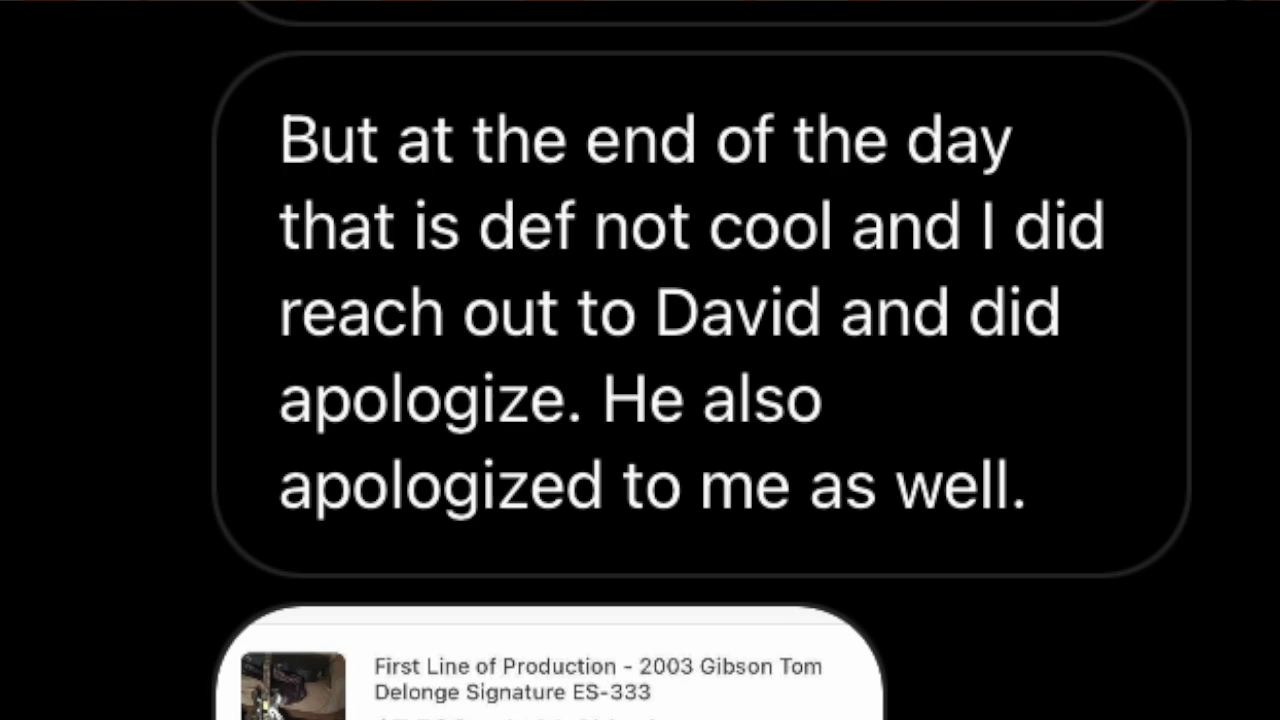 But at the end of the day
that is def not cool and I did
reach out to David and did
apologize. He also
apologized to me as well.
First Line of Production - 2003 Gibson Tom
Delonge Signature ES-333